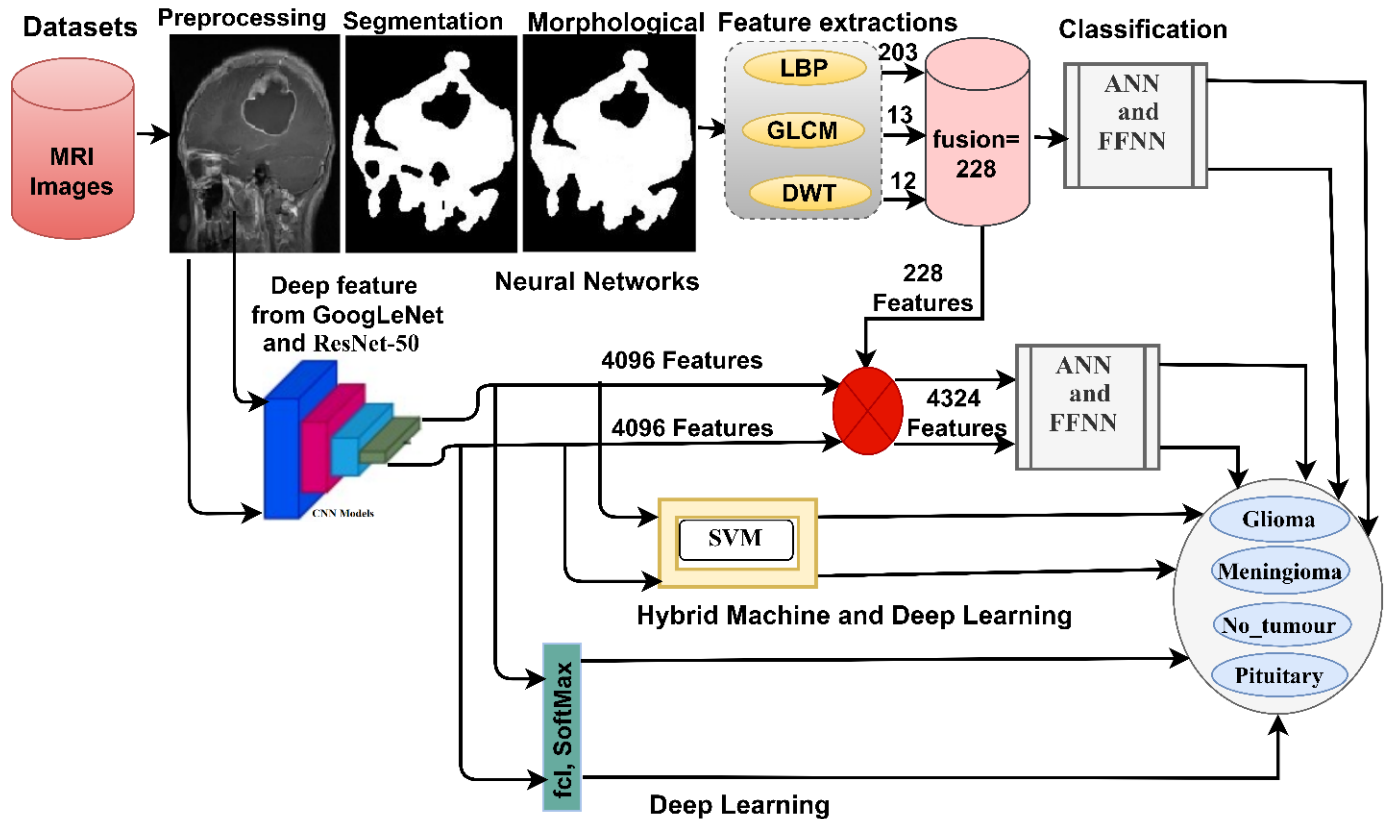 Datasets
Preprocessing
Segmentation
Morphological
Feature extractions
Classification
MRI
Images
LBP
GLCM
DWT
203
13
12
fusion=
228
ANN
and
FFNN
Neural Networks
228
Features
Deep feature
from GoogLeNet
and ResNet-50
CNN Models
4096 Features
4096 Features
4324
Features
ANN
and
FFNN
SVM
Hybrid Machine and Deep Learning
fcl, SoftMax
Deep Learning
Glioma
Meningioma
No_tumour
Pituitary